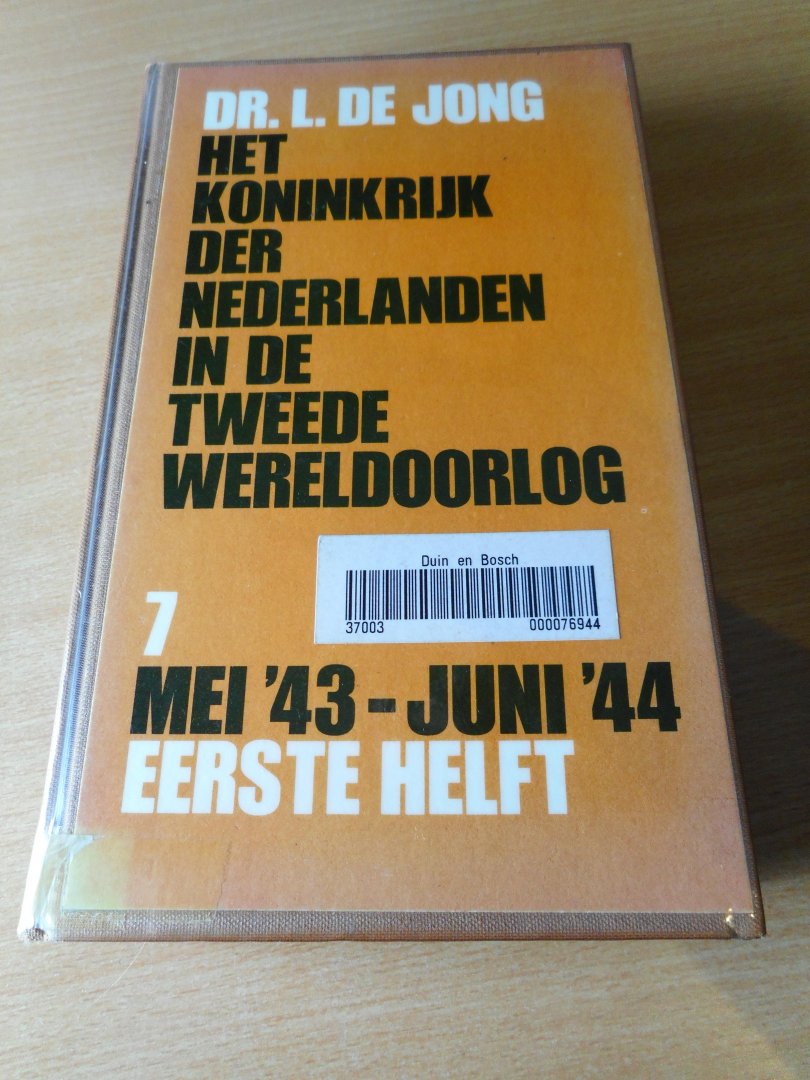 DR. L. DE JONG
HET
KONINKRIJK
DER
NEDERLANDEN
IN DE
TWEEDE
WERELDOORLOG
Duin en Bosch
37003 000076944
7
MEI '43-JUNI '44
EERSTE HELFT